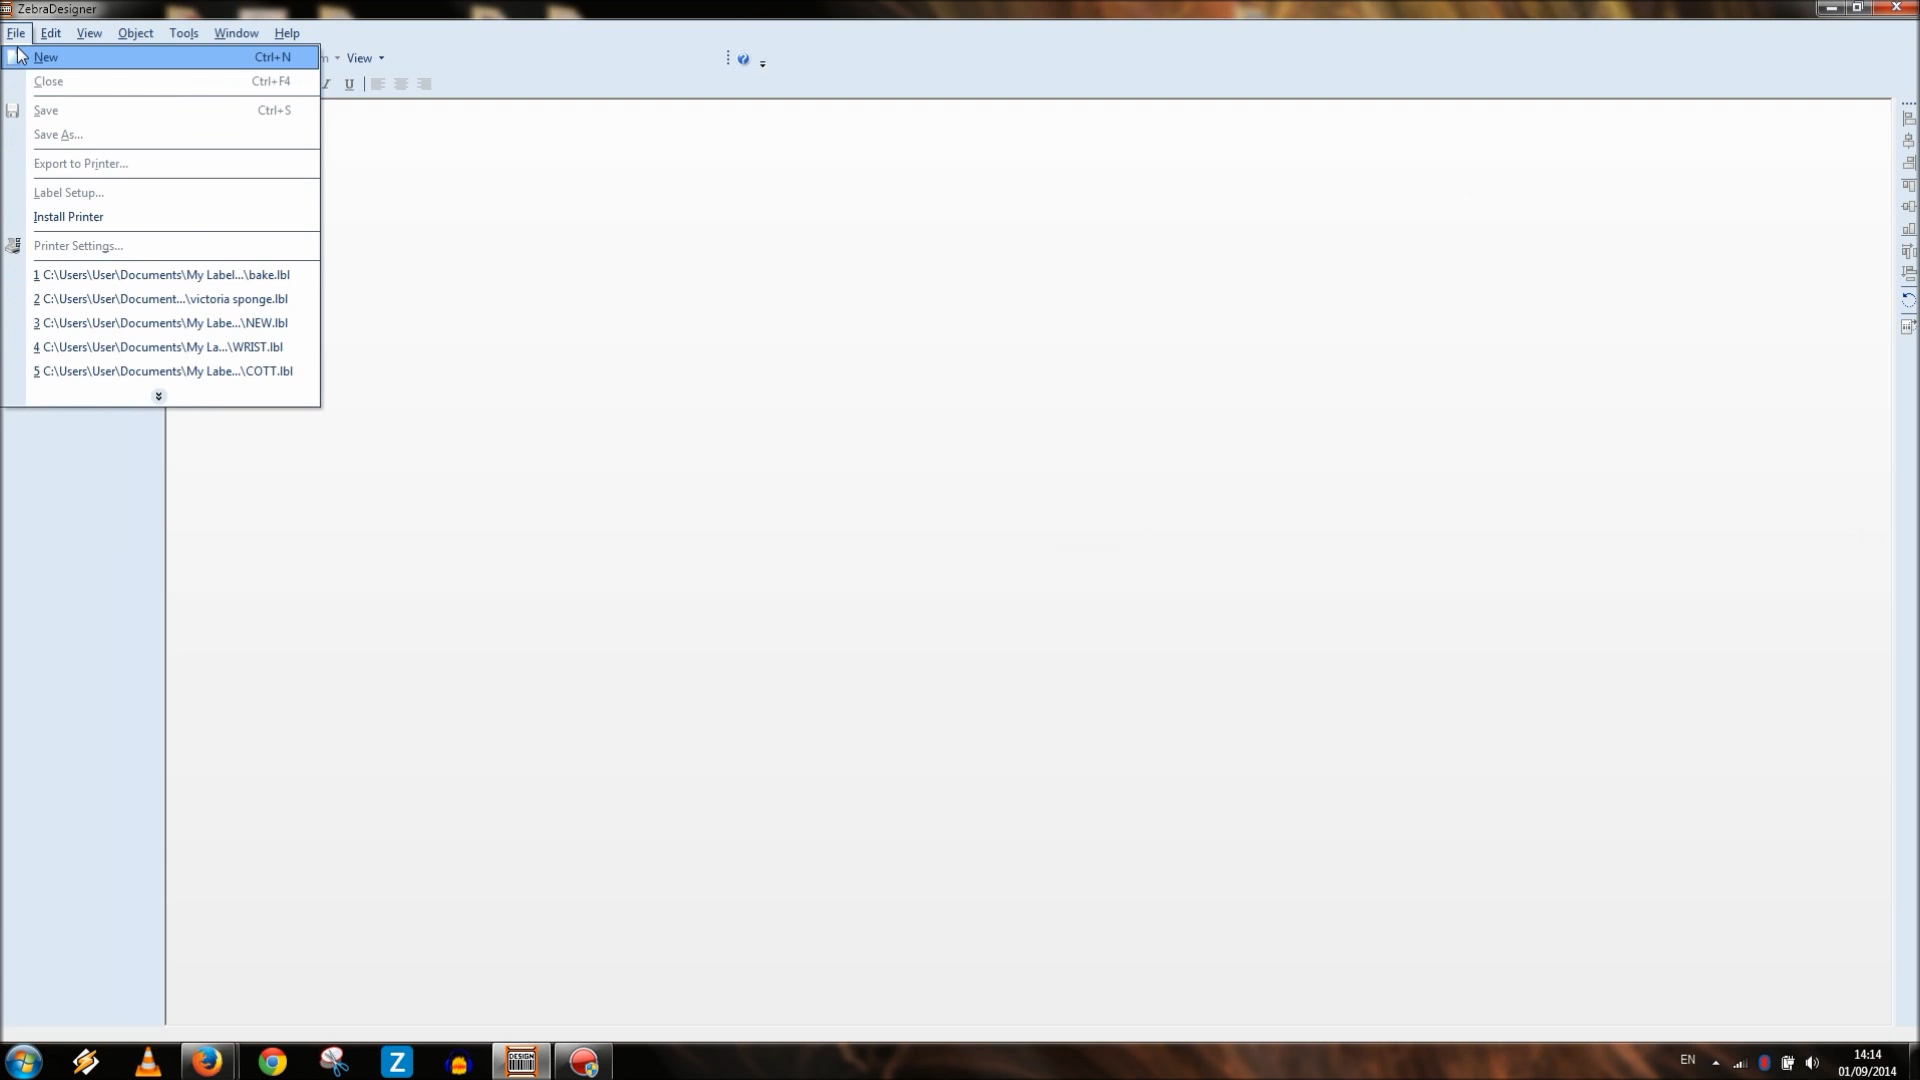 ZebraDesigner
File Edit View Object Tools Window Help
New Ctrl+N
View
Close Ctrl+F4
U
Save Ctrl+S
Save As...
Export to Printer...
Label Setup...
Install Printer
Printer Settings...
1 C:\Users\User\Documents\My Label...\bake.lbl
2 C:\Users\User\Document...\victoria sponge.lbl
3 C:\Users\User\Documents\My Labe...\NEW.lbl
4 C:\Users\User\Documents\My La...\WRIST.lbl
5 C:\Users\User\Documents\My Labe...\COTT.lbl
Z
DESIGN
EN
14:14
01/09/2014